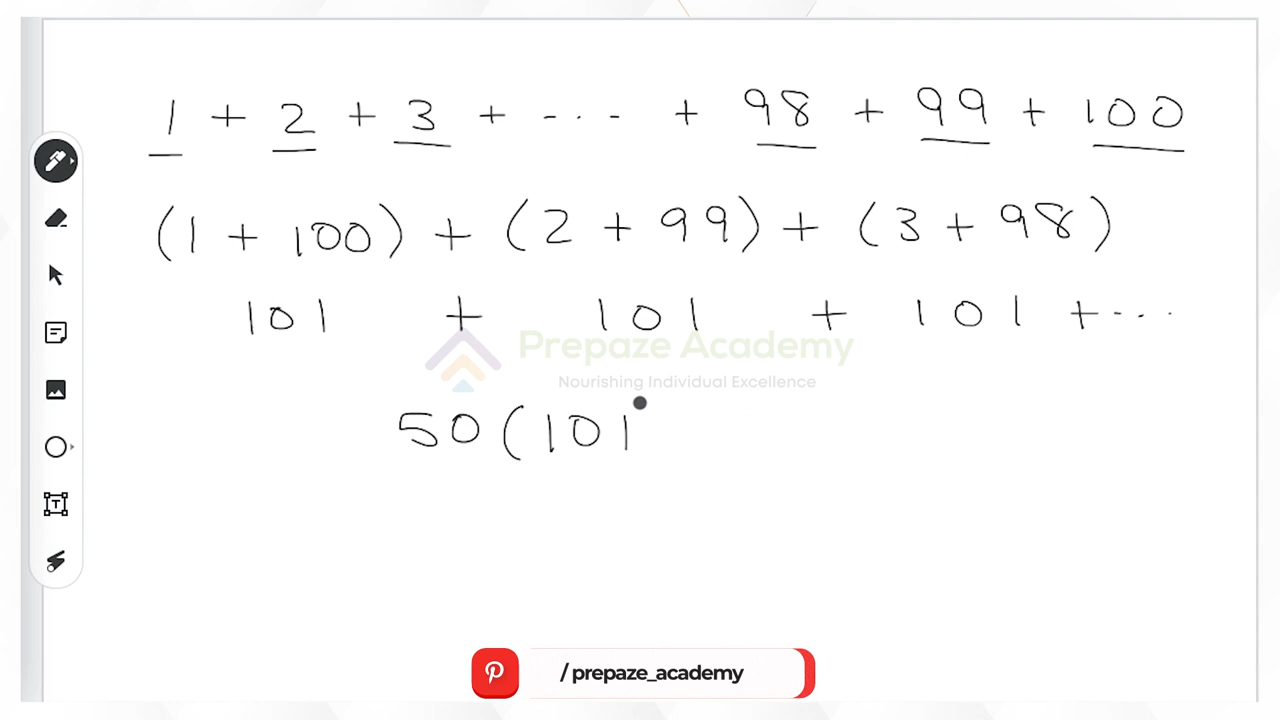 1 + 2 + 3 + ... + 98 + 99 + 100
(1 + 100) + (2 + 99) + (3 + 98)
101 + 101 + 101 + ...
Prepaze Academy
Nourishing Individual Excellence
50 (101
T
/ prepaze_academy